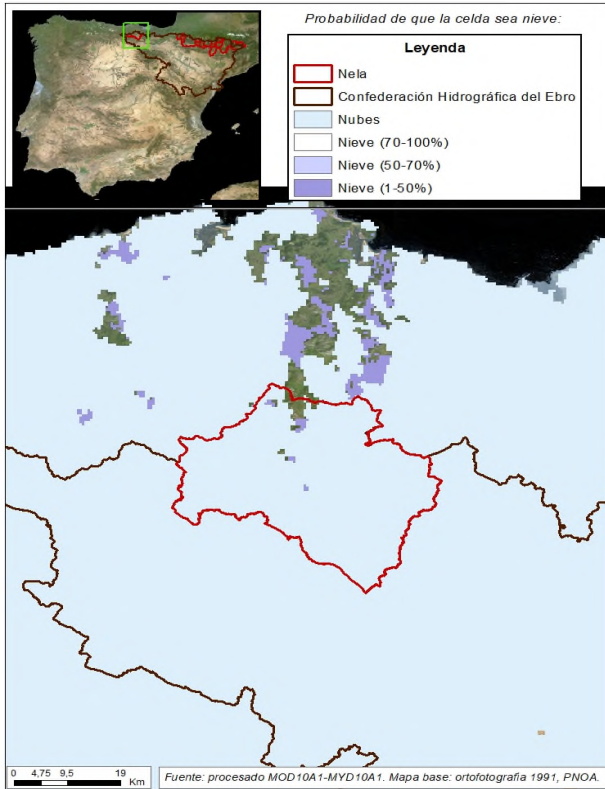 Probabilidad de que la celda sea nieve:
Leyenda
Nela
Confederación Hidrográfica del Ebro
Nubes
Nieve (70-100%)
Nieve (50-70%)
Nieve (1-50%)
0 4,75 9,5 19
Km
Fuente: procesado MOD10A1-MYD10A1. Mapa base: ortofotografia 1991, PNOA.